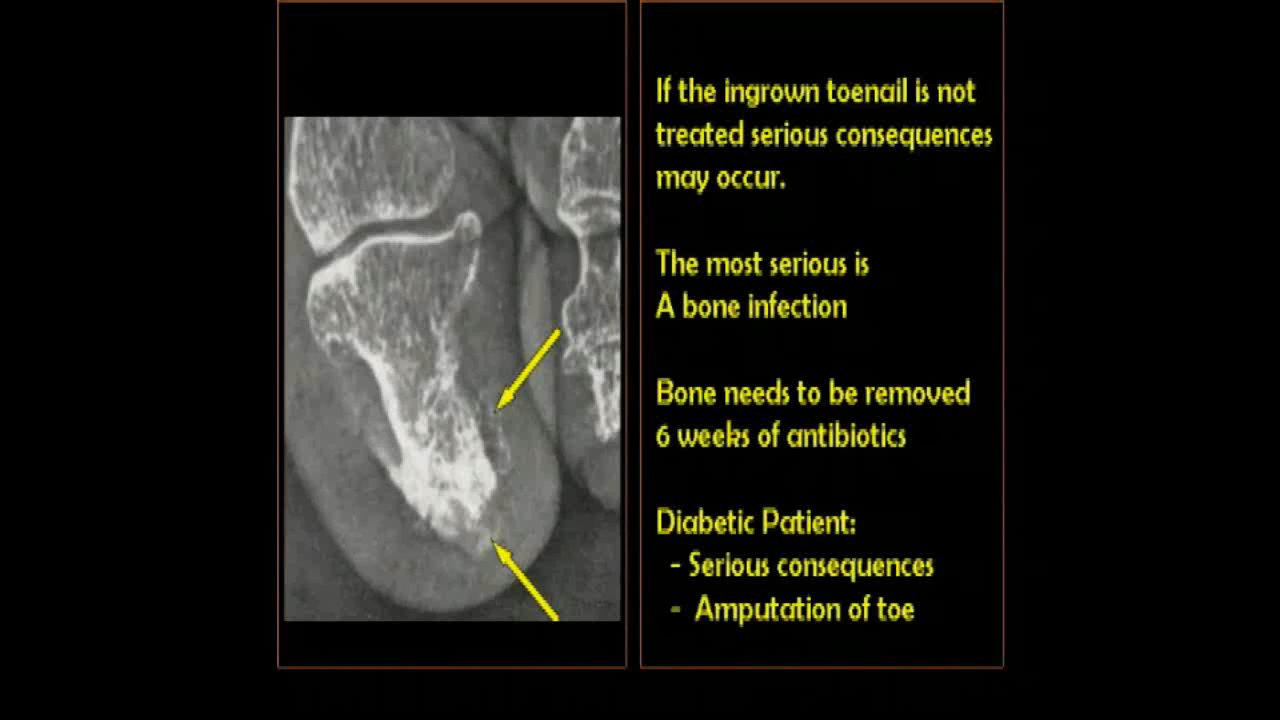 If the ingrown toenail is not
treated serious consequences
may occur.
The most serious is
A bone infection
Bone needs to be removed
6 weeks of antibiotics
Diabetic Patient:
- Serious consequences
- Amputation of toe